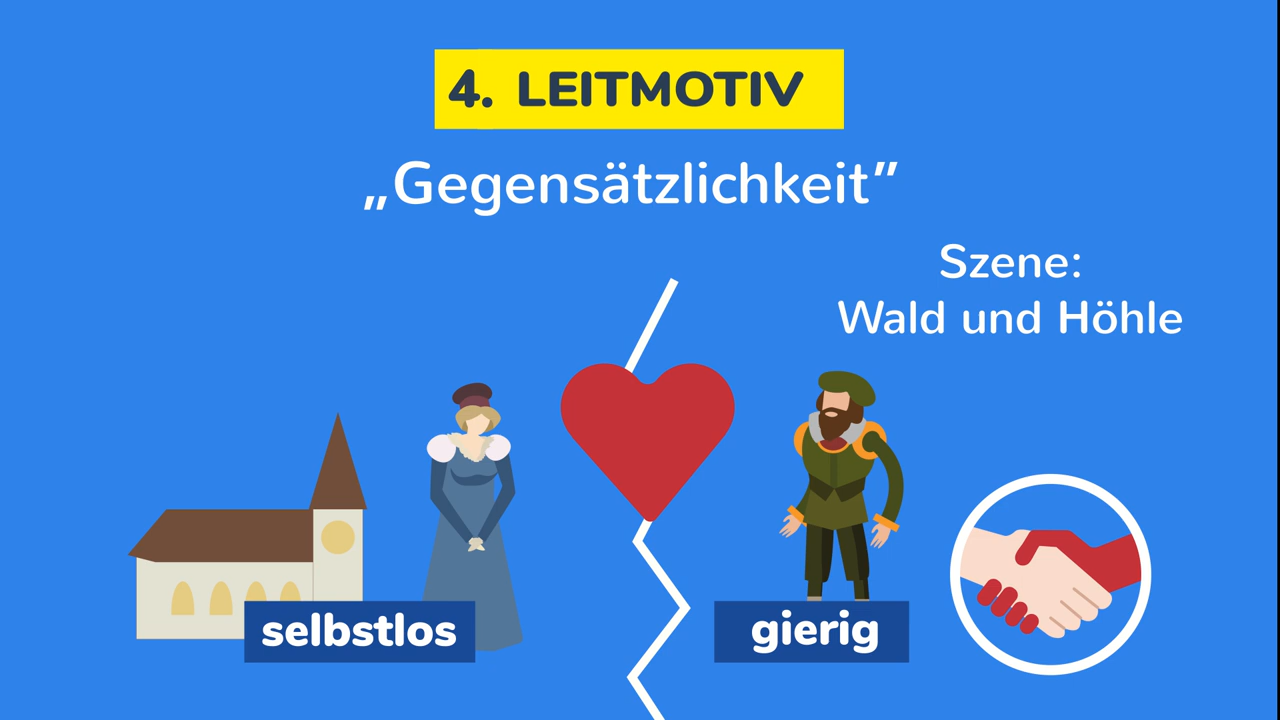 4. LEITMOTIV
„Gegensätzlichkeit”
Szene:
Wald und Höhle
selbstlos
gierig